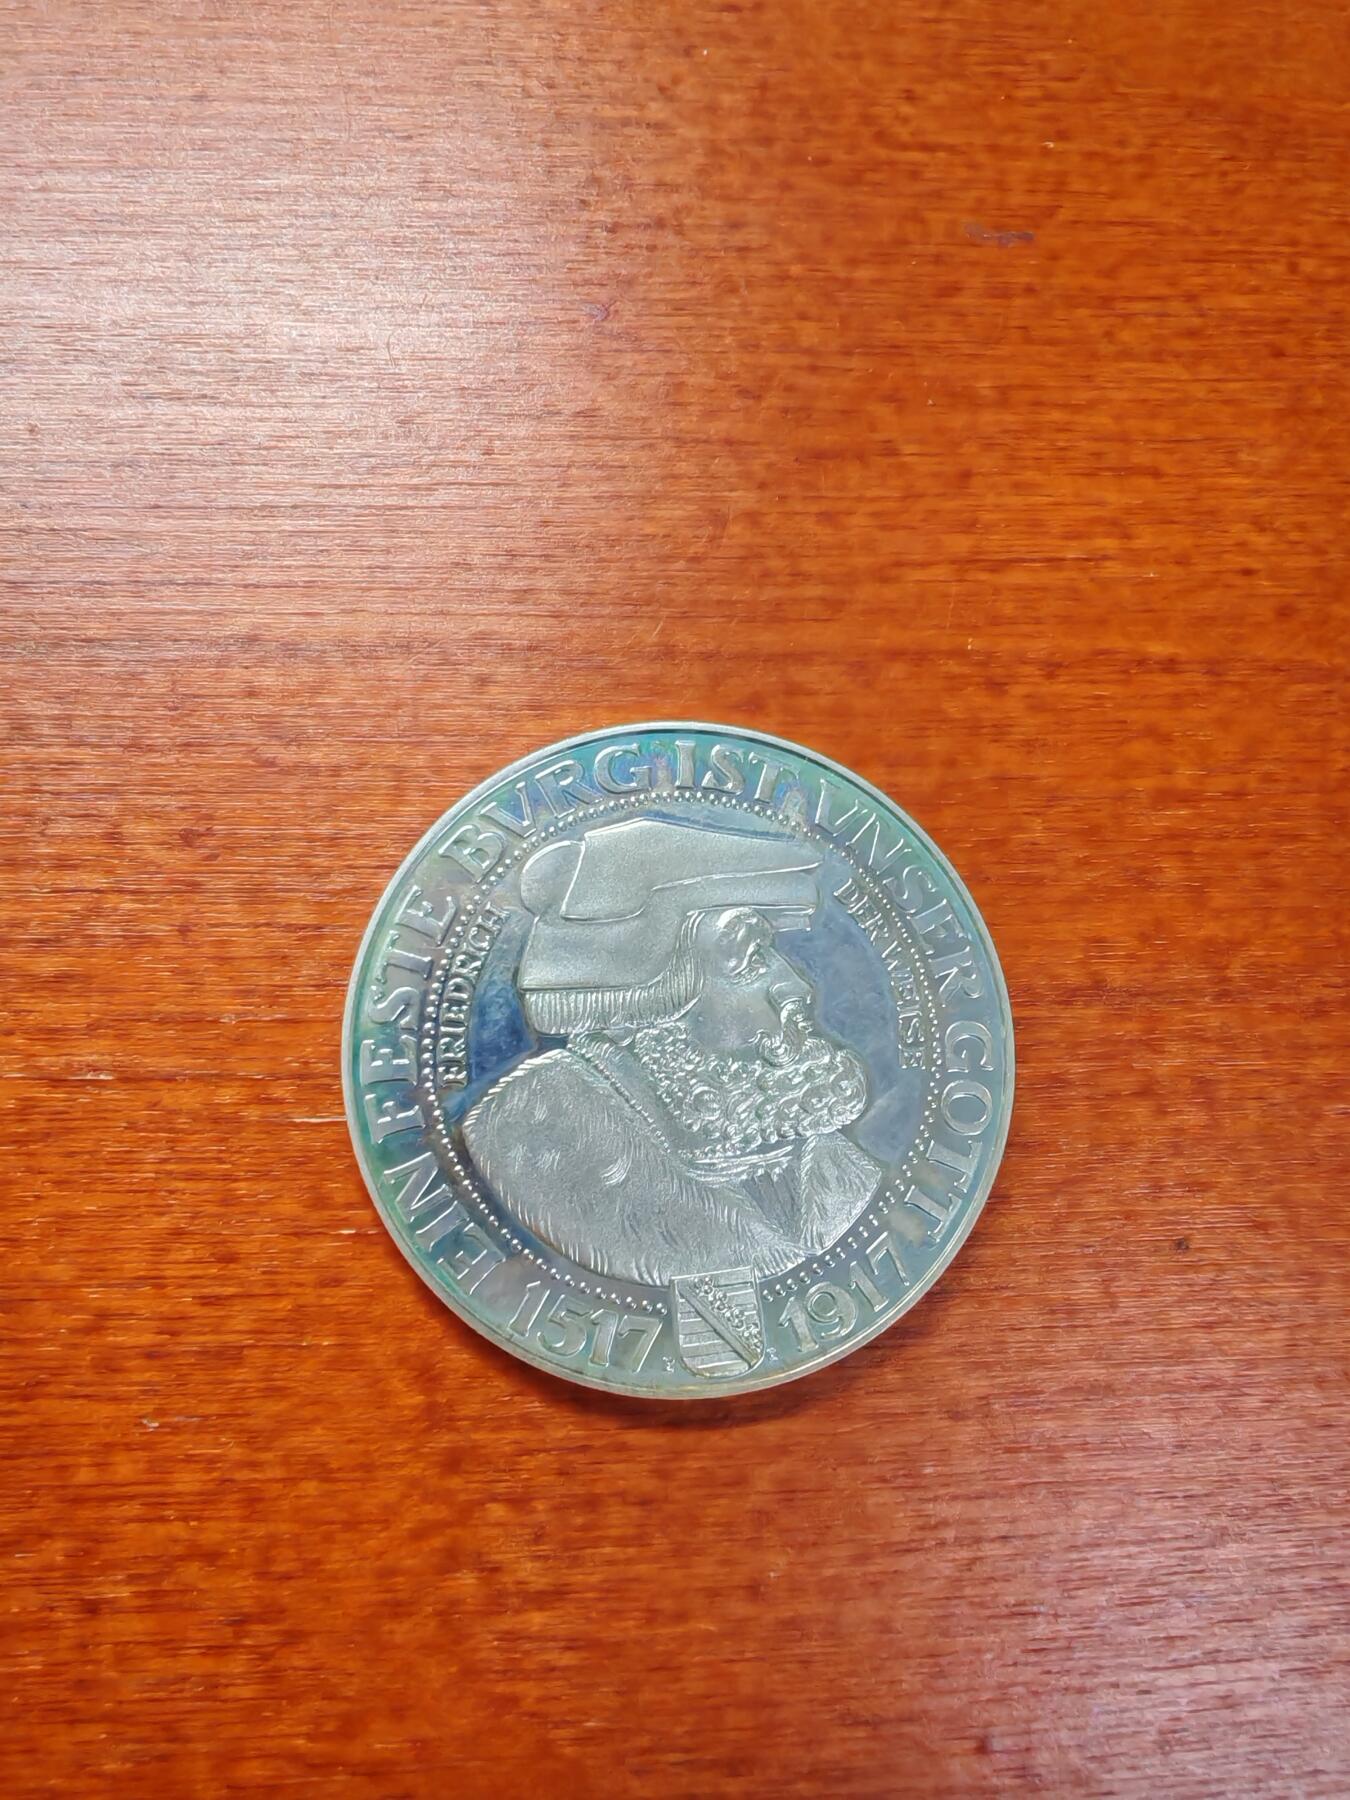 EIN FESTE BVRG IST VNSER GOTT
FRIEDRICH
DER WEISE
1517
1917